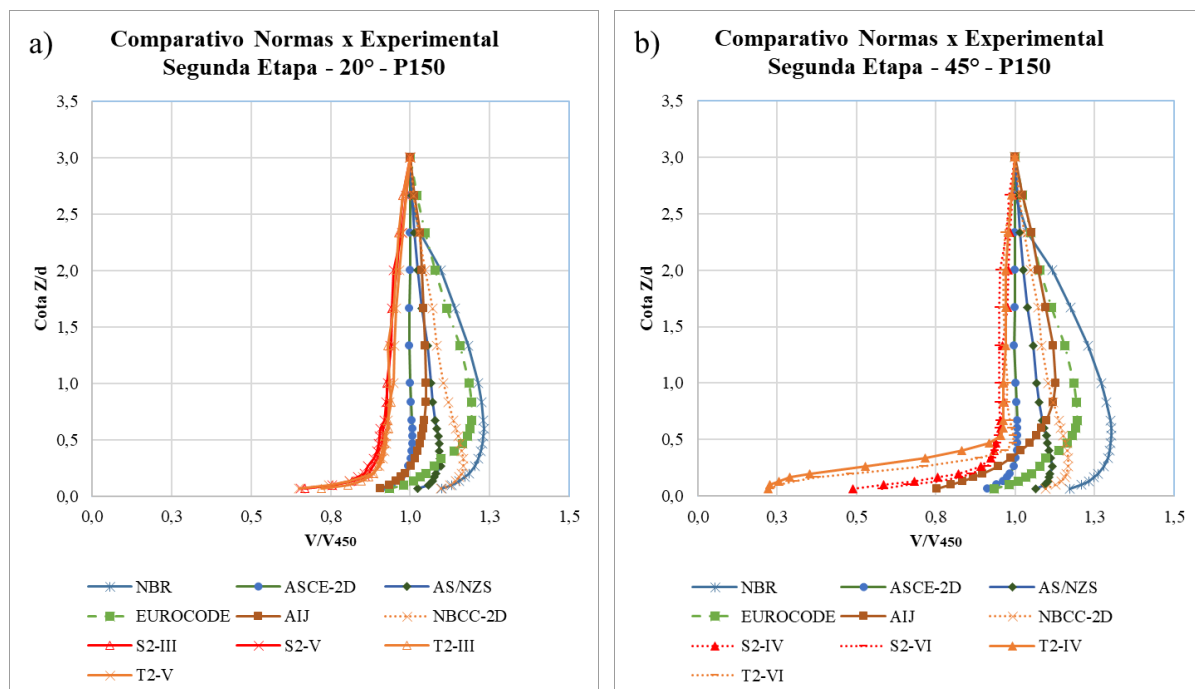 a)
Comparativo Normas x Experimental
Segunda Etapa - 20° - P150
3,5
3,0
2,5
2,0
1,5
1,0
0,5
0,0
Cota Z/d
0,0 0,3 0,5 0,8 1,0 1,3 1,5
V/V450
NBR ASCE-2D AS/NZS
EUROCODE AIJ NBCC-2D
S2-III S2-V T2-III
T2-V
b)
Comparativo Normas x Experimental
Segunda Etapa - 45° - P150
3,5
3,0
2,5
2,0
1,5
1,0
0,5
0,0
Cota Z/d
0,0 0,3 0,5 0,8 1,0 1,3 1,5
V/V450
NBR ASCE-2D AS/NZS
EUROCODE AIJ NBCC-2D
S2-IV S2-VI T2-IV
T2-VI